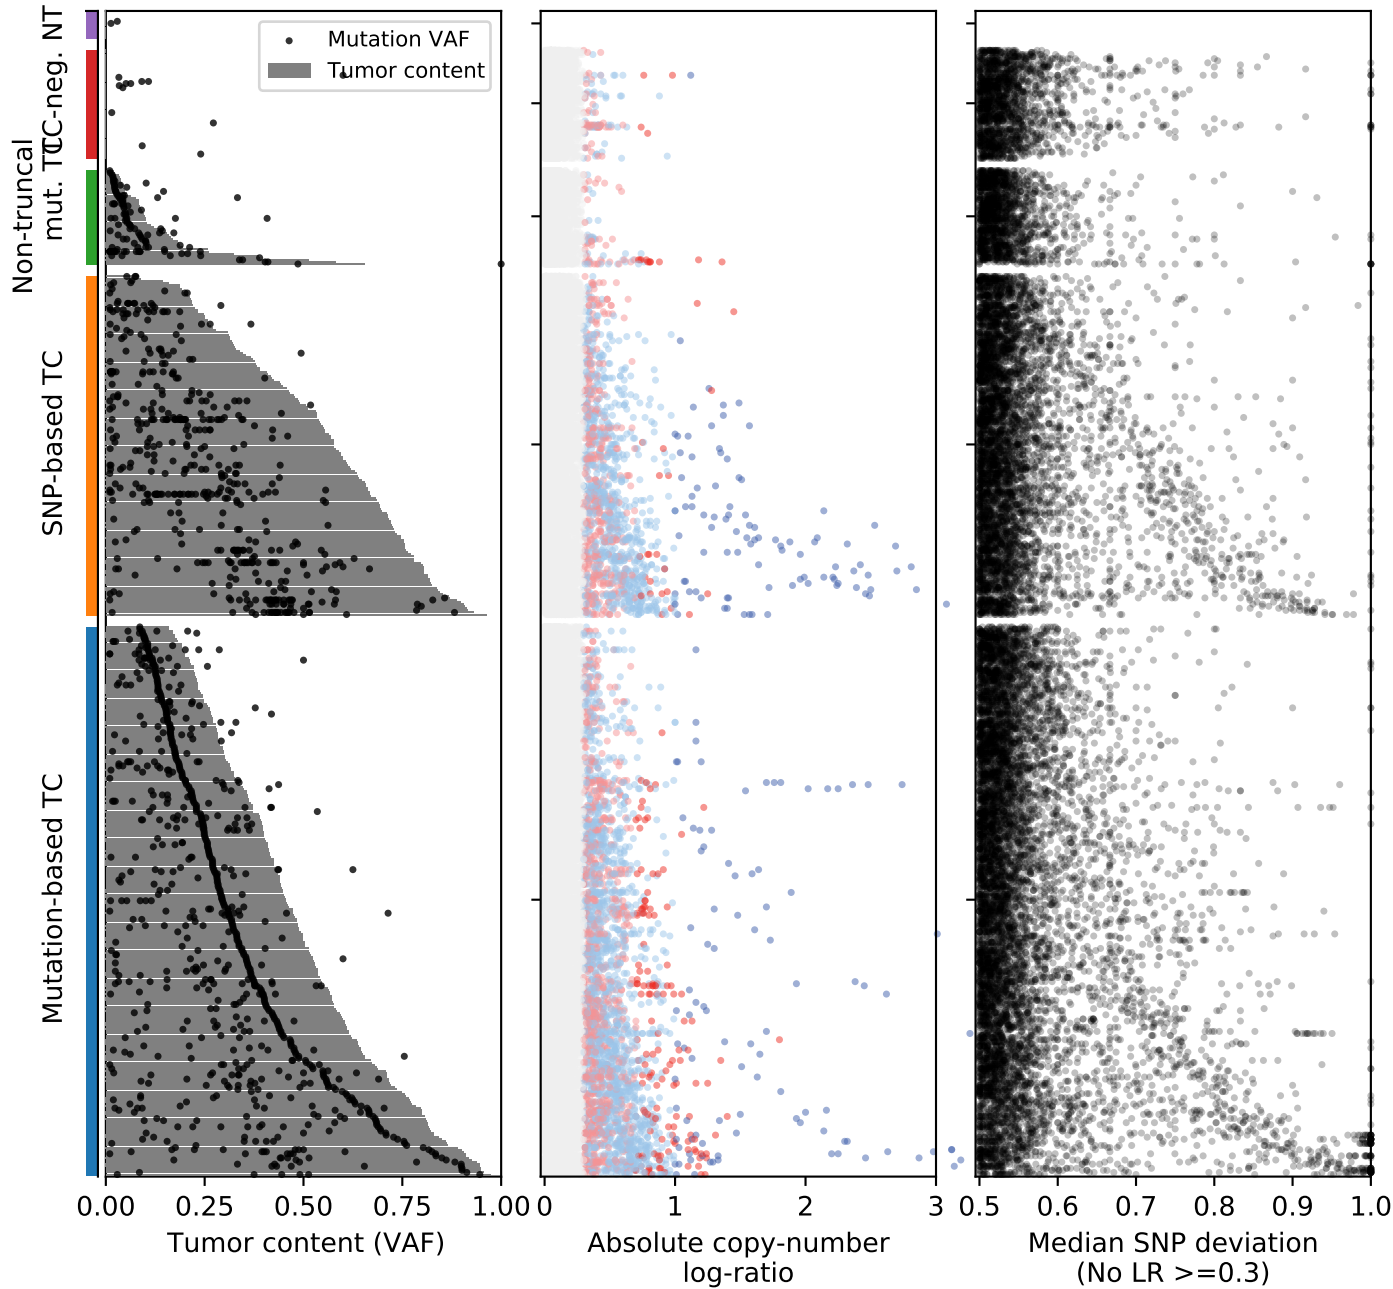 NT
TC-neg.
Non-truncal
mut. TC
SNP-based TC
Mutation-based TC
Mutation VAF
Tumor content
0.00 0.25 0.50 0.75 1.00
Tumor content (VAF)
0 1 2 3
Absolute copy-number
log-ratio
0.5 0.6 0.7 0.8 0.9 1.0
Median SNP deviation
(No LR >=0.3)